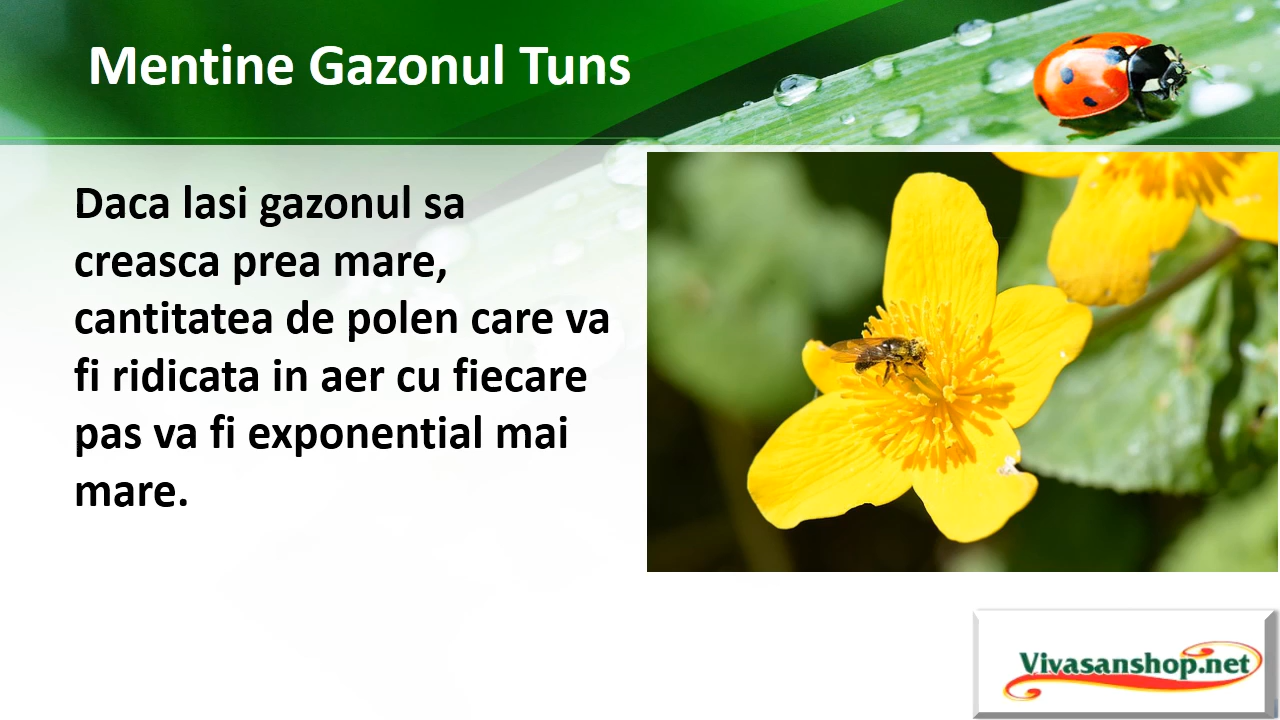 Mentine Gazonul Tuns
Daca lasi gazonul sa
creasca prea mare,
cantitatea de polen care va
fi ridicata in aer cu fiecare
pas va fi exponential mai
mare.
Vivasanshop.net